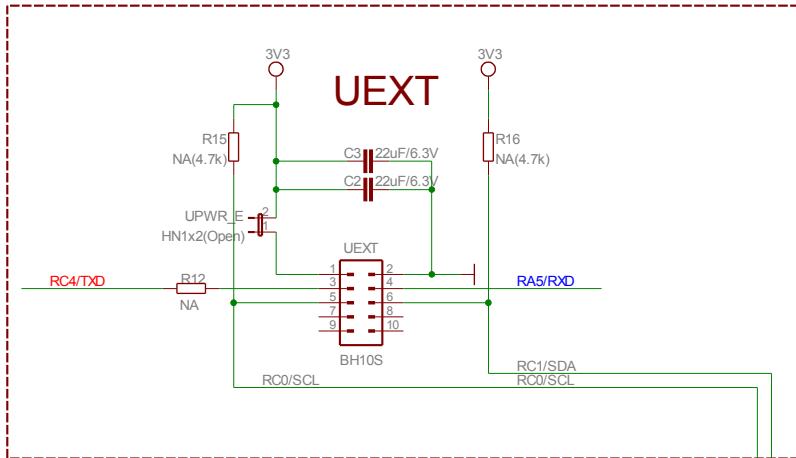 3V3
3V3
UEXT
R15
NA(4.7k)
C3 22uF/6.3V
C2 22uF/6.3V
R16
NA(4.7k)
UPWR_E
2
1
HN1x2(Open)
UEXT
RC4/TXD
R12
NA
1
2
3
4
5
6
7
8
9
10
RA5/RXD
BH10S
RC1/SDA
RC0/SCL
RC0/SCL